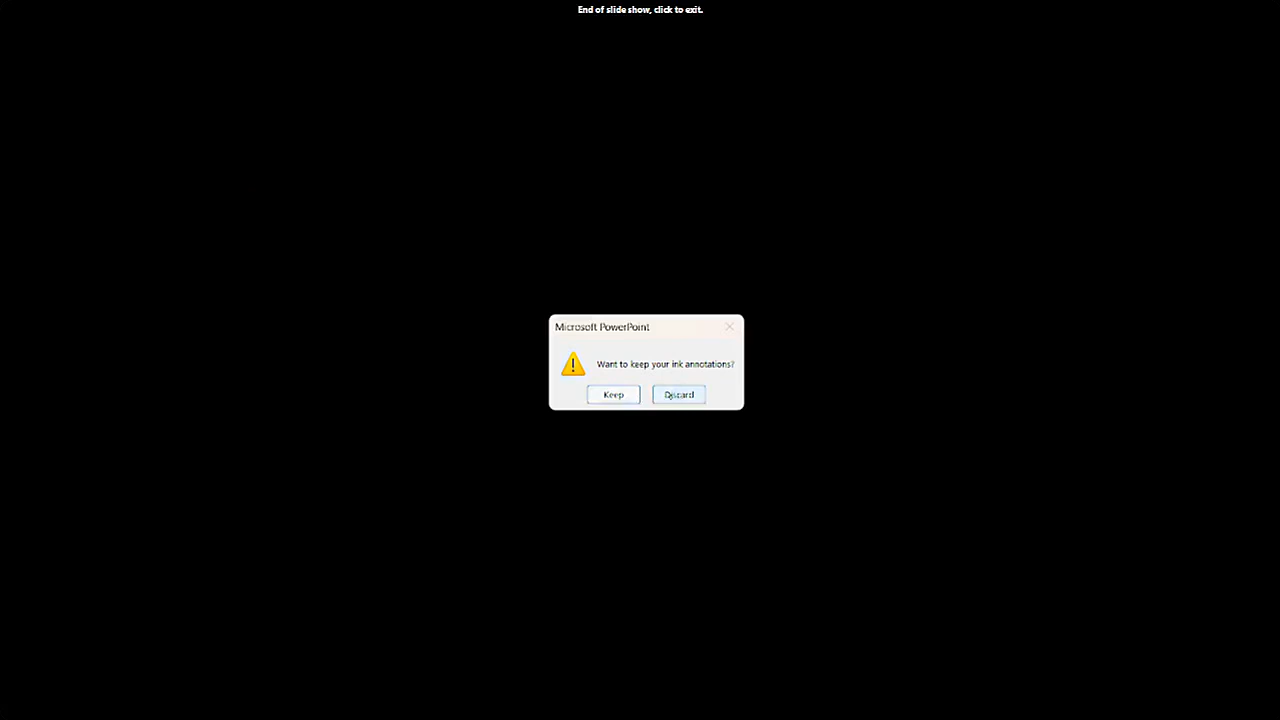 End of slide show, click to exit.
Microsoft PowerPoint
Want to keep your ink annotations?
Keep
Discard